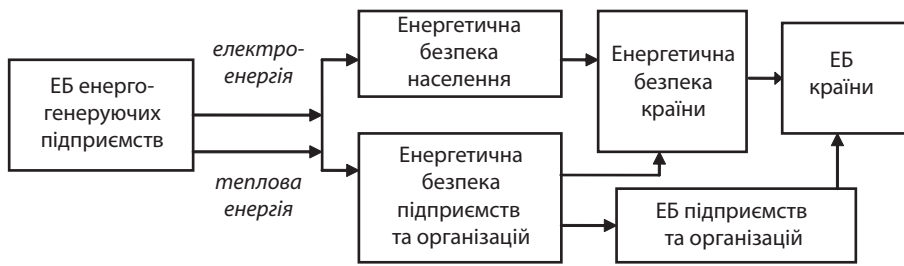 ЕБ енерго-
генеруючих
підприємств
електро-
енергія
теплова
енергія
Енергетична
безпека
населення
Енергетична
безпека
підприємств
та організацій
Енергетична
безпека
країни
ЕБ підприємств
та організацій
ЕБ
країни